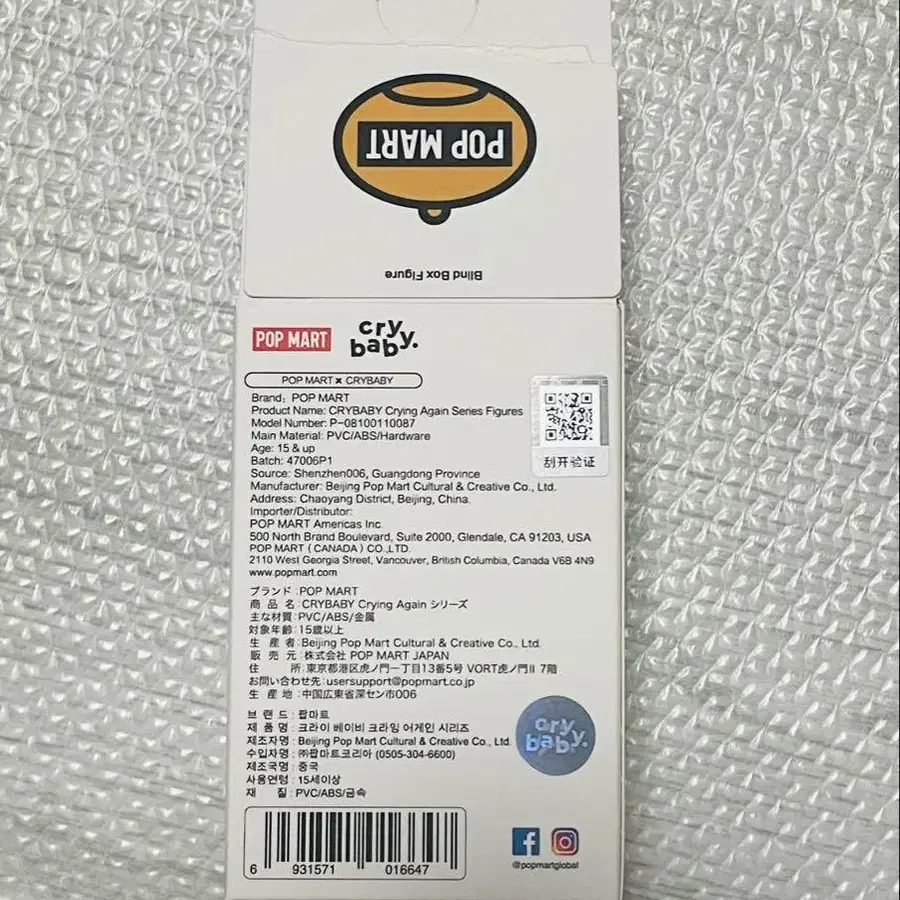 POP MART
Blind Box Figure
POP MART
cry
baby.
POP MART × CRYBABY
Brand: POP MART
Product Name: CRYBABY Crying Again Series Figures
Model Number: P-08100110087
Main Material: PVC/ABS/Hardware
Age: 15 & up
Batch: 47006P1
Source: Shenzhen006, Guangdong Province
Manufacturer: Beijing Pop Mart Cultural & Creative Co., Ltd.
Address: Chaoyang District, Beijing, China.
Importer/Distributor:
POP MART Americas Inc.
500 North Brand Boulevard, Suite 2000, Glendale, CA 91203, USA
POP MART ( CANADA ) CO.,LTD.
2110 West Georgia Street, Vancouver, British Columbia, Canada V6B 4N9
www.popmart.com
刮开验证
ブランド :POP MART
商 品 名 :CRYBABY Crying Again シリーズ
主な材質 :PVC/ABS/金属
対象年齢 :15歳以上
生 産 者 :Beijing Pop Mart Cultural & Creative Co., Ltd.
販 売 元 :株式会社 POP MART JAPAN
住 所 :東京都港区虎ノ門一丁目13番5号 VORT虎ノ門II 7階
お問い合わせ先 :usersupport@popmart.co.jp
生 産 地 :中国広東省深セン市006
브 랜 드 : 팝마트
제 품 명 : 크라이 베이비 크라잉 어게인 시리즈
제조자명 : Beijing Pop Mart Cultural & Creative Co., Ltd.
수입자명 : ㈜팝마트코리아 (0505-304-6600)
제조국명 : 중국
사용연령 : 15세이상
재 질 : PVC/ABS/금속
cry
baby.
6 931571 016647
@popmartglobal